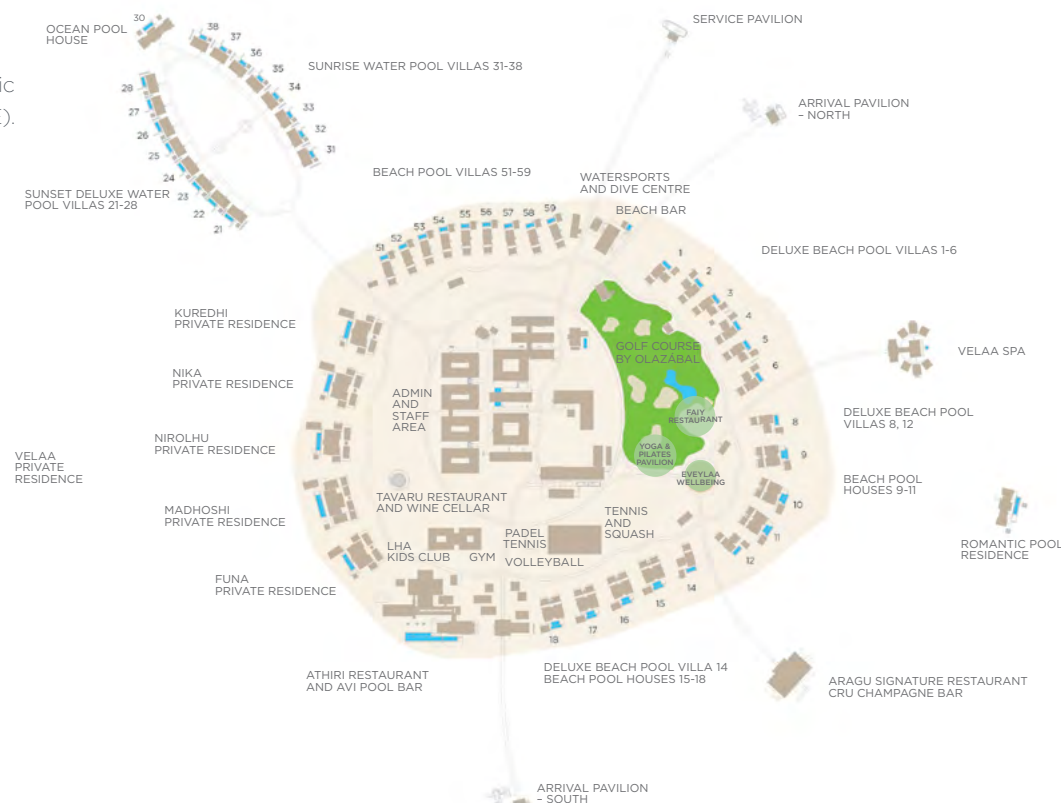 SERVICE PAVILION
30
OCEAN POOL
HOUSE
38
37
36
35
34
33
32
31
SUNRISE WATER POOL VILLAS 31-38
ic
E).
28
27
26
25
24
23
22
21
ARRIVAL PAVILION
– NORTH
SUNSET DELUXE WATER
POOL VILLAS 21-28
BEACH POOL VILLAS 51-59
WATERSPORTS
AND DIVE CENTRE
BEACH BAR
51
52
53
54
55
56
57
58
59
DELUXE BEACH POOL VILLAS 1-6
1
2
3
4
5
6
KUREDHI
PRIVATE RESIDENCE
GOLF COURSE
BY OLAZÁBAL
VELAA SPA
NIKA
PRIVATE RESIDENCE
ADMIN
AND
STAFF
AREA
FAIY
RESTAURANT
DELUXE BEACH POOL
VILLAS 8, 12
8
9
10
11
12
NIROLHU
PRIVATE RESIDENCE
YOGA &
PILATES
PAVILION
VELAA
PRIVATE
RESIDENCE
EVEYLAA
WELLBEING
BEACH POOL
HOUSES 9-11
TAVARU RESTAURANT
AND WINE CELLAR
MADHOSHI
PRIVATE RESIDENCE
TENNIS
AND
SQUASH
PADEL
TENNIS
ROMANTIC POOL
RESIDENCE
LHA
KIDS CLUB
GYM
VOLLEYBALL
FUNA
PRIVATE RESIDENCE
14
15
16
17
18
ATHIRI RESTAURANT
AND AVI POOL BAR
DELUXE BEACH POOL VILLA 14
BEACH POOL HOUSES 15-18
ARAGU SIGNATURE RESTAURANT
CRU CHAMPAGNE BAR
ARRIVAL PAVILION
– SOUTH